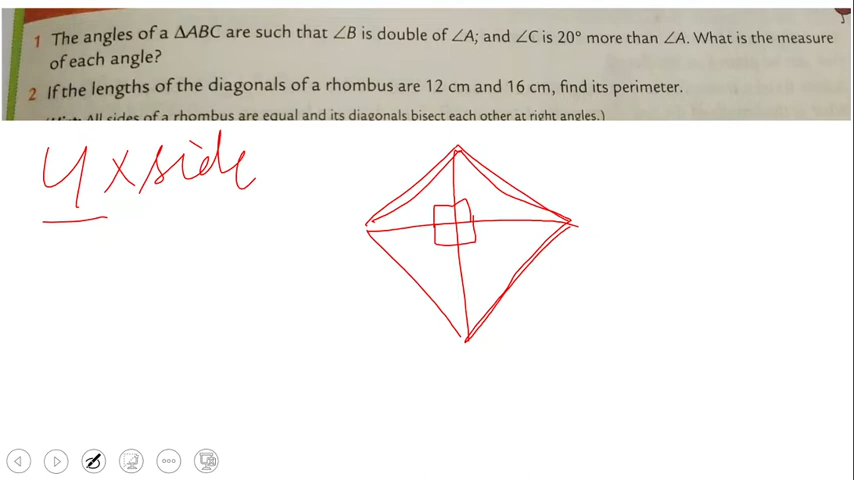 1 The angles of a ΔABC are such that ∠B is double of ∠A; and ∠C is 20° more than ∠A. What is the measure
of each angle?
2 If the lengths of the diagonals of a rhombus are 12 cm and 16 cm, find its perimeter.
All sides of a rhombus are equal and its diagonals bisect each other at right angles.)
4 x side